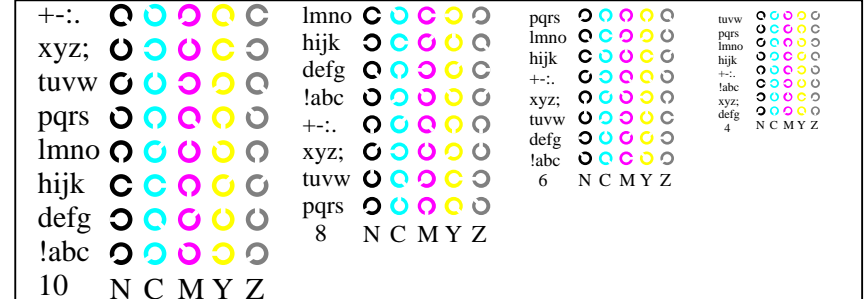 +-:.
xyz;
tuvw
pqrs
lmno
hijk
defg
!abc
10 N C M Y Z
lmno
hijk
defg
!abc
+-:.
xyz;
tuvw
pqrs
8 N C M Y Z
pqrs
lmno
hijk
+-:.
xyz;
tuvw
defg
!abc
6 N C M Y Z
tuvw
pqrs
lmno
hijk
+-:.
!abc
xyz;
defg
4 N C M Y Z